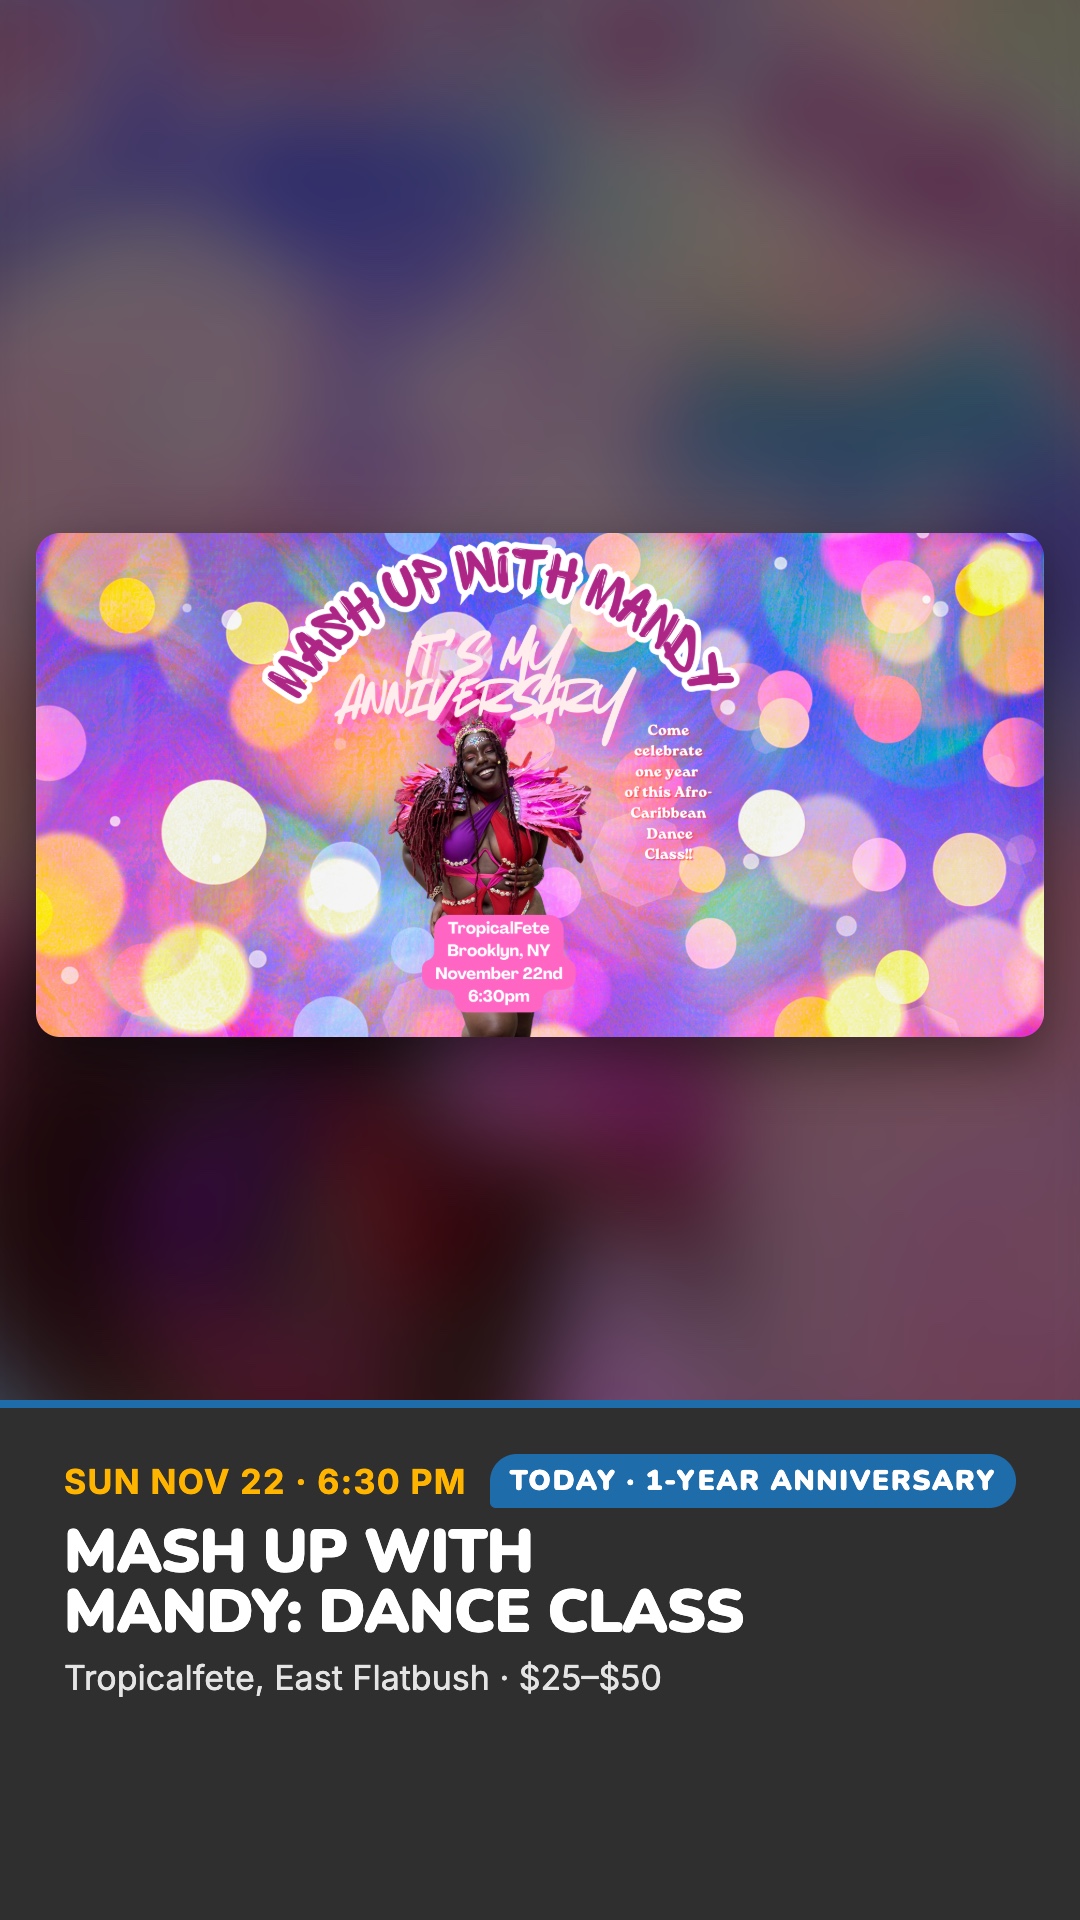 MASH UP WITH MANDY
IT'S MY
ANNIVERSARY
Come
celebrate
one year
of this Afro-
Caribbean
Dance
Class!!
TropicalFete
Brooklyn, NY
November 22nd
6:30pm
SUN NOV 22 · 6:30 PM
TODAY · 1-YEAR ANNIVERSARY
MASH UP WITH
MANDY: DANCE CLASS
Tropicalfete, East Flatbush · $25–$50